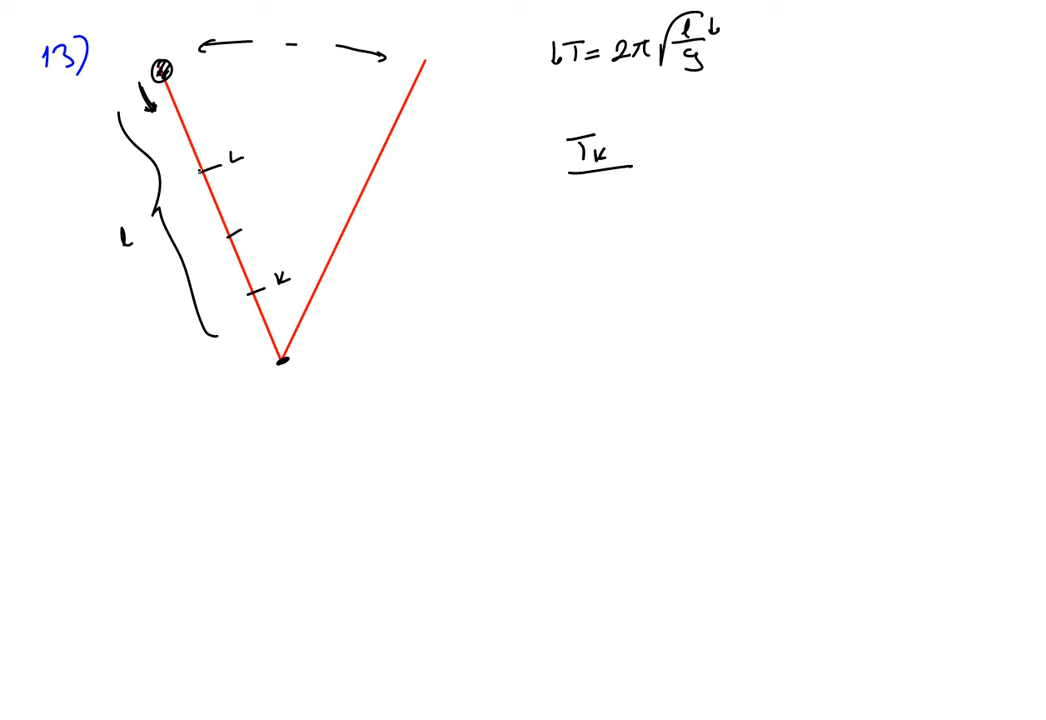 13)
↓T = 2π√(l/g)↓
T_K
L
l
K